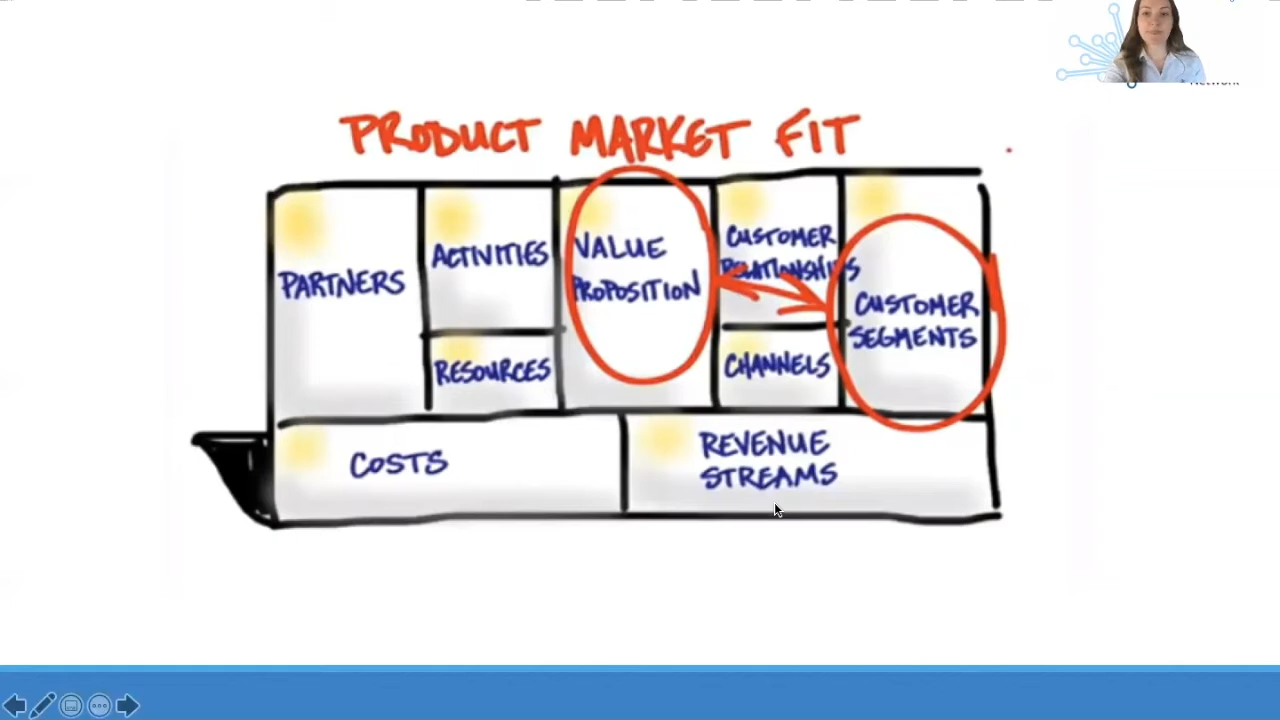 PRODUCT MARKET FIT
PARTNERS
ACTIVITIES
RESOURCES
VALUE
PROPOSITION
CUSTOMER
RELATIONSHIPS
CHANNELS
CUSTOMER
SEGMENTS
COSTS
REVENUE
STREAMS